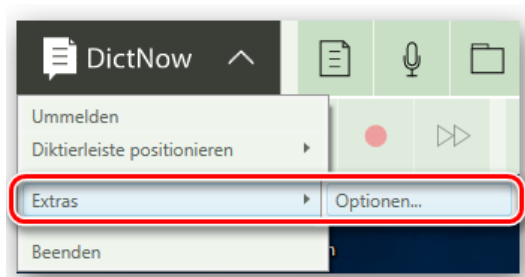 DictNow
Ummelden
Diktierleiste positionieren
Extras Optionen...
Beenden